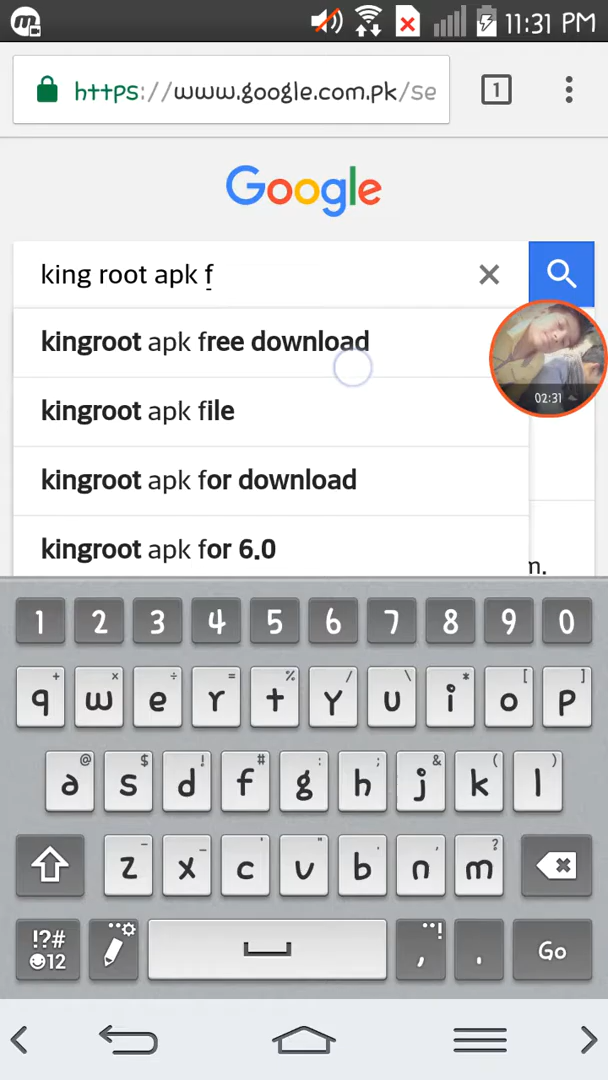 11:31 PM
https://www.google.com.pk/se
1
Google
king root apk f
kingroot apk free download
02:31
kingroot apk file
kingroot apk for download
kingroot apk for 6.0
m.
1 2 3 4 5 6 7 8 9 0
+ × ÷ = % / \ * [ ]
q w e r t y u i o p
@ $ ! # : ; & ( )
a s d f g h j k l
- _ ' " , ?
z x c v b n m
!?#
12
, . Go